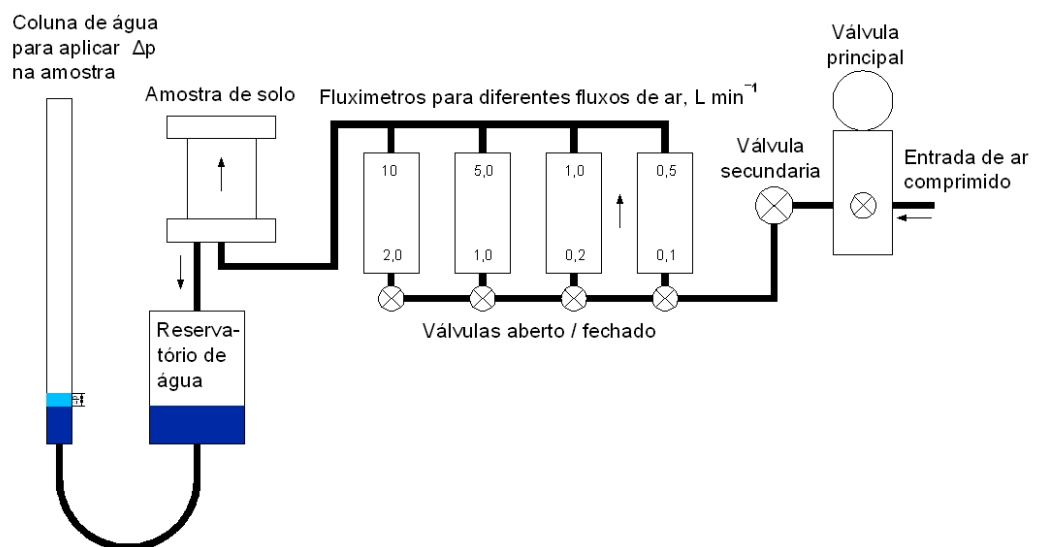 Coluna de água
para aplicar Δp
na amostra
Amostra de solo
Fluximetros para diferentes fluxos de ar, L min⁻¹
Válvula
principal
Válvula
secundaria
Entrada de ar
comprimido
10
5,0
1,0
0,5
2,0
1,0
0,2
0,1
Válvulas aberto / fechado
Reserva-
tório de
água